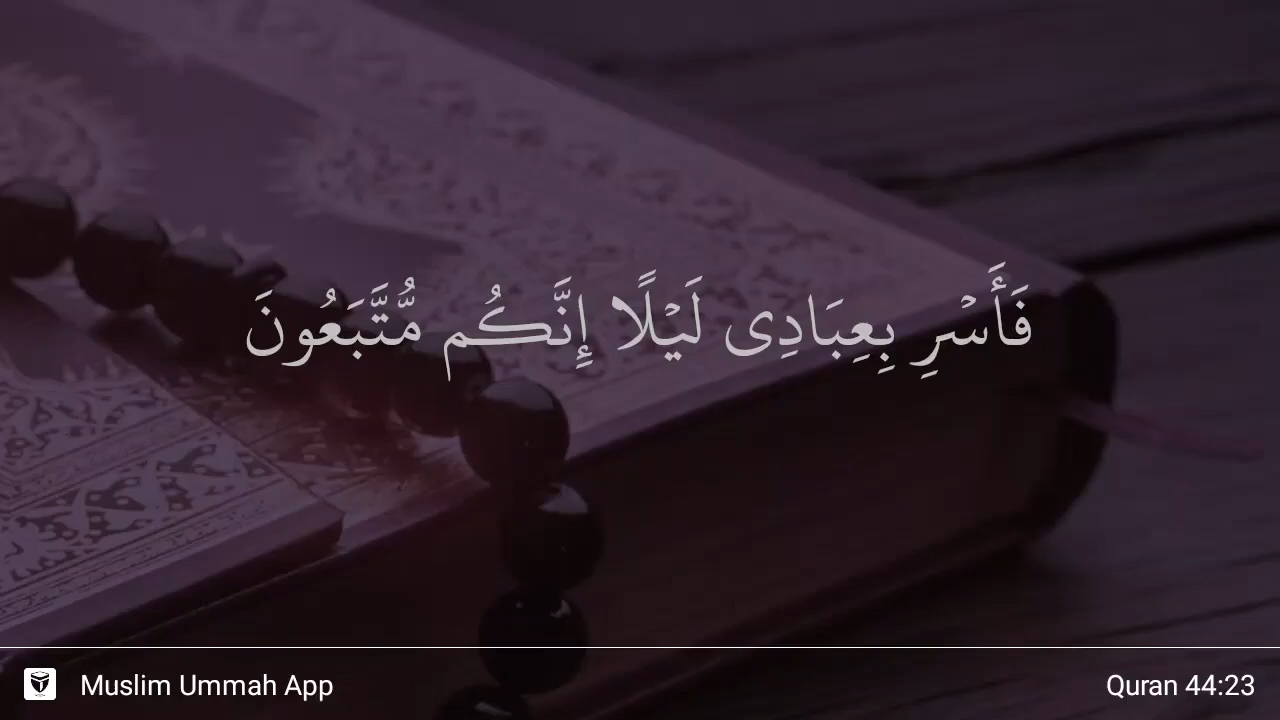 فَأَسْرِ بِعِبَادِى لَيْلًا إِنَّكُم مُّتَّبَعُونَ
Muslim Ummah App
Quran 44:23